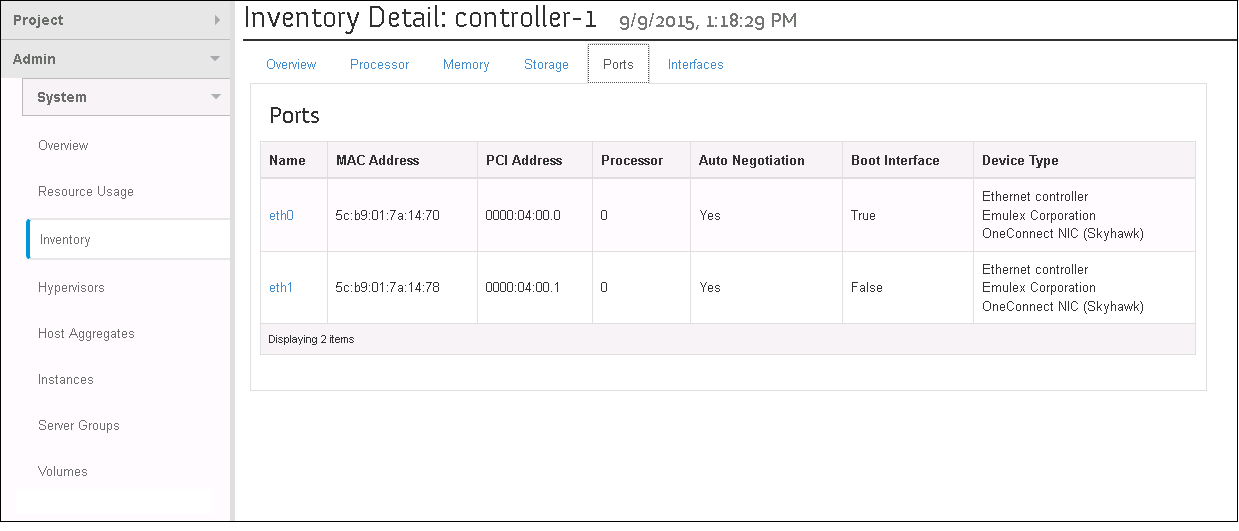 Project
Admin
System
Overview
Resource Usage
Inventory
Hypervisors
Host Aggregates
Instances
Server Groups
Volumes
Inventory Detail: controller-1 9/9/2015, 1:18:29 PM
Overview Processor Memory Storage Ports Interfaces
Ports
Name MAC Address PCI Address Processor Auto Negotiation Boot Interface Device Type
eth0 5c:b9:01:7a:14:70 0000:04:00.0 0 Yes True Ethernet controller
Emulex Corporation
OneConnect NIC (Skyhawk)
eth1 5c:b9:01:7a:14:78 0000:04:00.1 0 Yes False Ethernet controller
Emulex Corporation
OneConnect NIC (Skyhawk)
Displaying 2 items